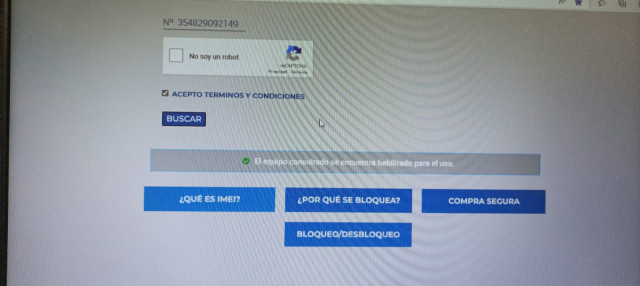 Nº 354829092149
No soy un robot
reCAPTCHA
Privacidad - Términos
ACEPTO TERMINOS Y CONDICIONES
BUSCAR
El equipo consultado se encuentra habilitado para el uso.
¿QUÉ ES IMEI?
¿POR QUÉ SE BLOQUEA?
COMPRA SEGURA
BLOQUEO/DESBLOQUEO